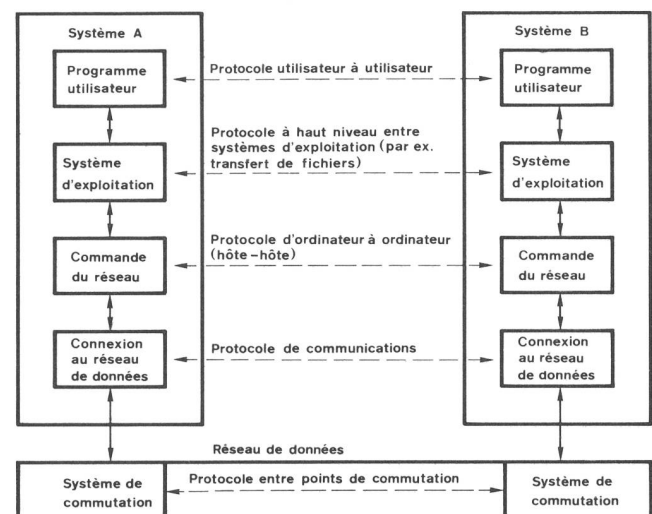 Système A
Système B
Programme
utilisateur
Protocole utilisateur à utilisateur
Programme
utilisateur
Système
d'exploitation
Protocole à haut niveau entre
systèmes d'exploitation (par ex.
transfert de fichiers)
Système
d'exploitation
Commande
du réseau
Protocole d'ordinateur à ordinateur
(hôte-hôte)
Commande
du réseau
Connexion
au réseau
de données
Protocole de communications
Connexion
au réseau
de données
Réseau de données
Système de
commutation
Protocole entre points de commutation
Système de
commutation